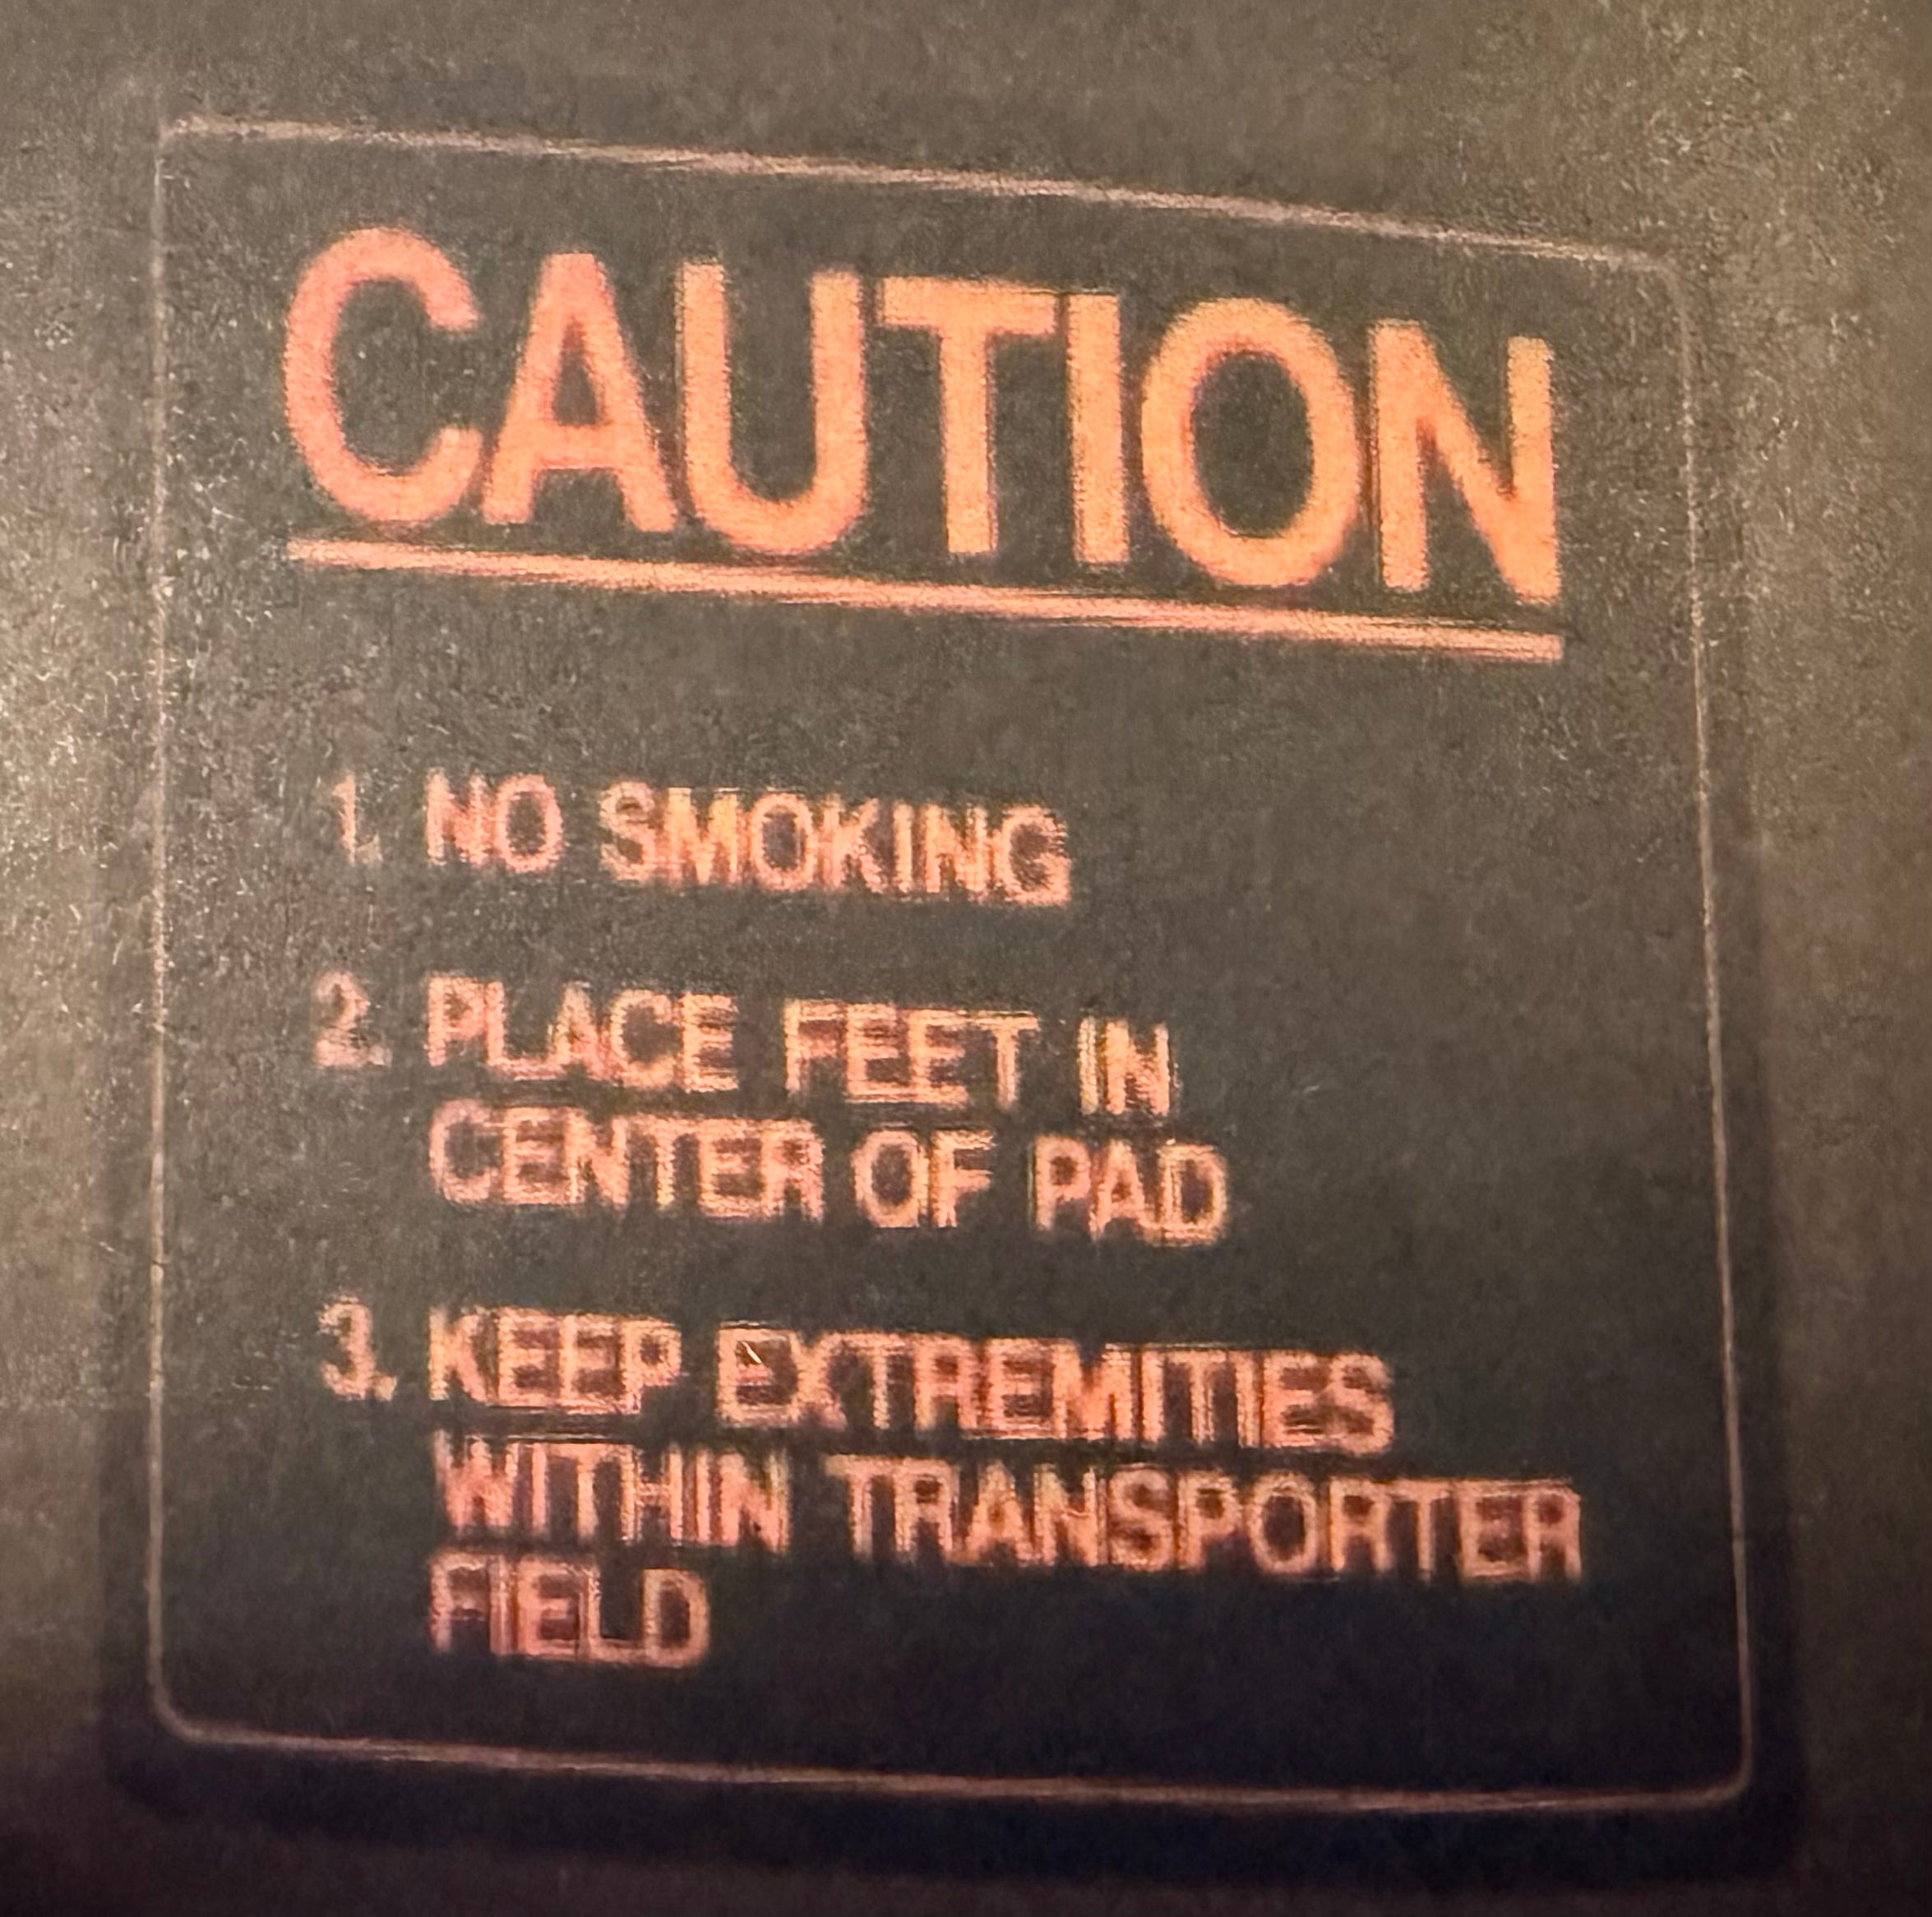 CAUTION
1. NO SMOKING
2. PLACE FEET IN
CENTER OF PAD
3. KEEP EXTREMITIES
WITHIN TRANSPORTER
FIELD